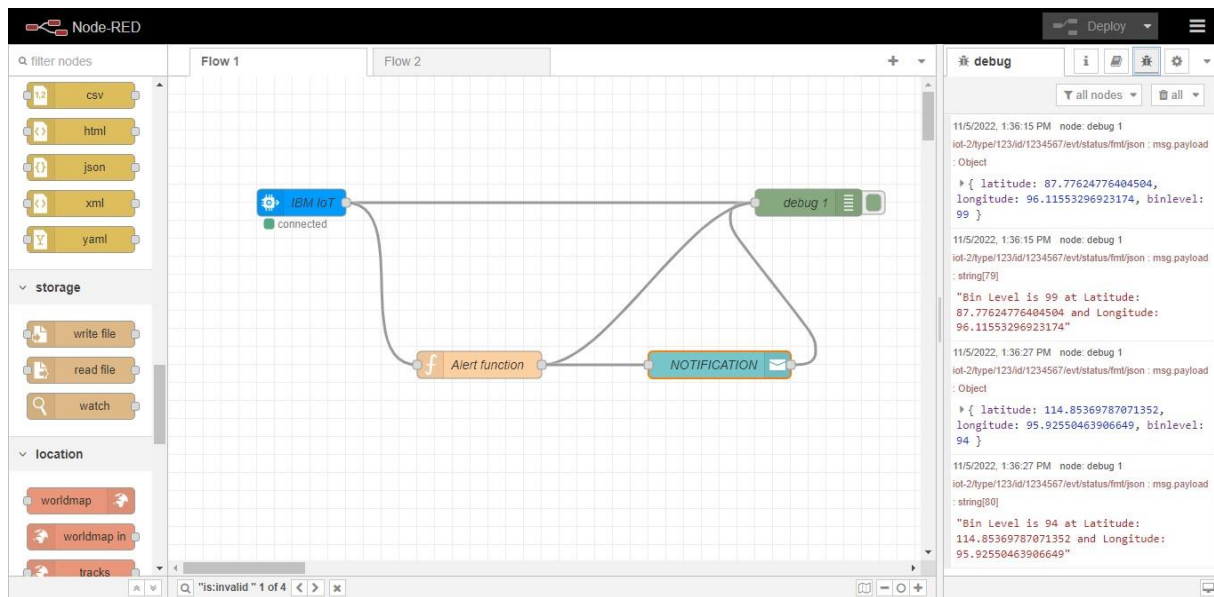 Node-RED
Deploy
filter nodes
csv
html
json
xml
yaml
storage
write file
read file
watch
location
worldmap
worldmap in
tracks
Flow 1
Flow 2
IBM IoT
connected
debug 1
Alert function
NOTIFICATION
"is:invalid " 1 of 4
debug
all nodes
all
11/5/2022, 1:36:15 PM node: debug 1
iot-2/type/123/id/1234567/evt/status/fmt/json : msg.payload
: Object
{ latitude: 87.77624776404504,
longitude: 96.11553296923174, binlevel:
99 }
11/5/2022, 1:36:15 PM node: debug 1
iot-2/type/123/id/1234567/evt/status/fmt/json : msg.payload
: string[79]
"Bin Level is 99 at Latitude:
87.77624776404504 and Longitude:
96.11553296923174"
11/5/2022, 1:36:27 PM node: debug 1
iot-2/type/123/id/1234567/evt/status/fmt/json : msg.payload
: Object
{ latitude: 114.85369787071352,
longitude: 95.92550463906649, binlevel:
94 }
11/5/2022, 1:36:27 PM node: debug 1
iot-2/type/123/id/1234567/evt/status/fmt/json : msg.payload
: string[80]
"Bin Level is 94 at Latitude:
114.85369787071352 and Longitude:
95.92550463906649"